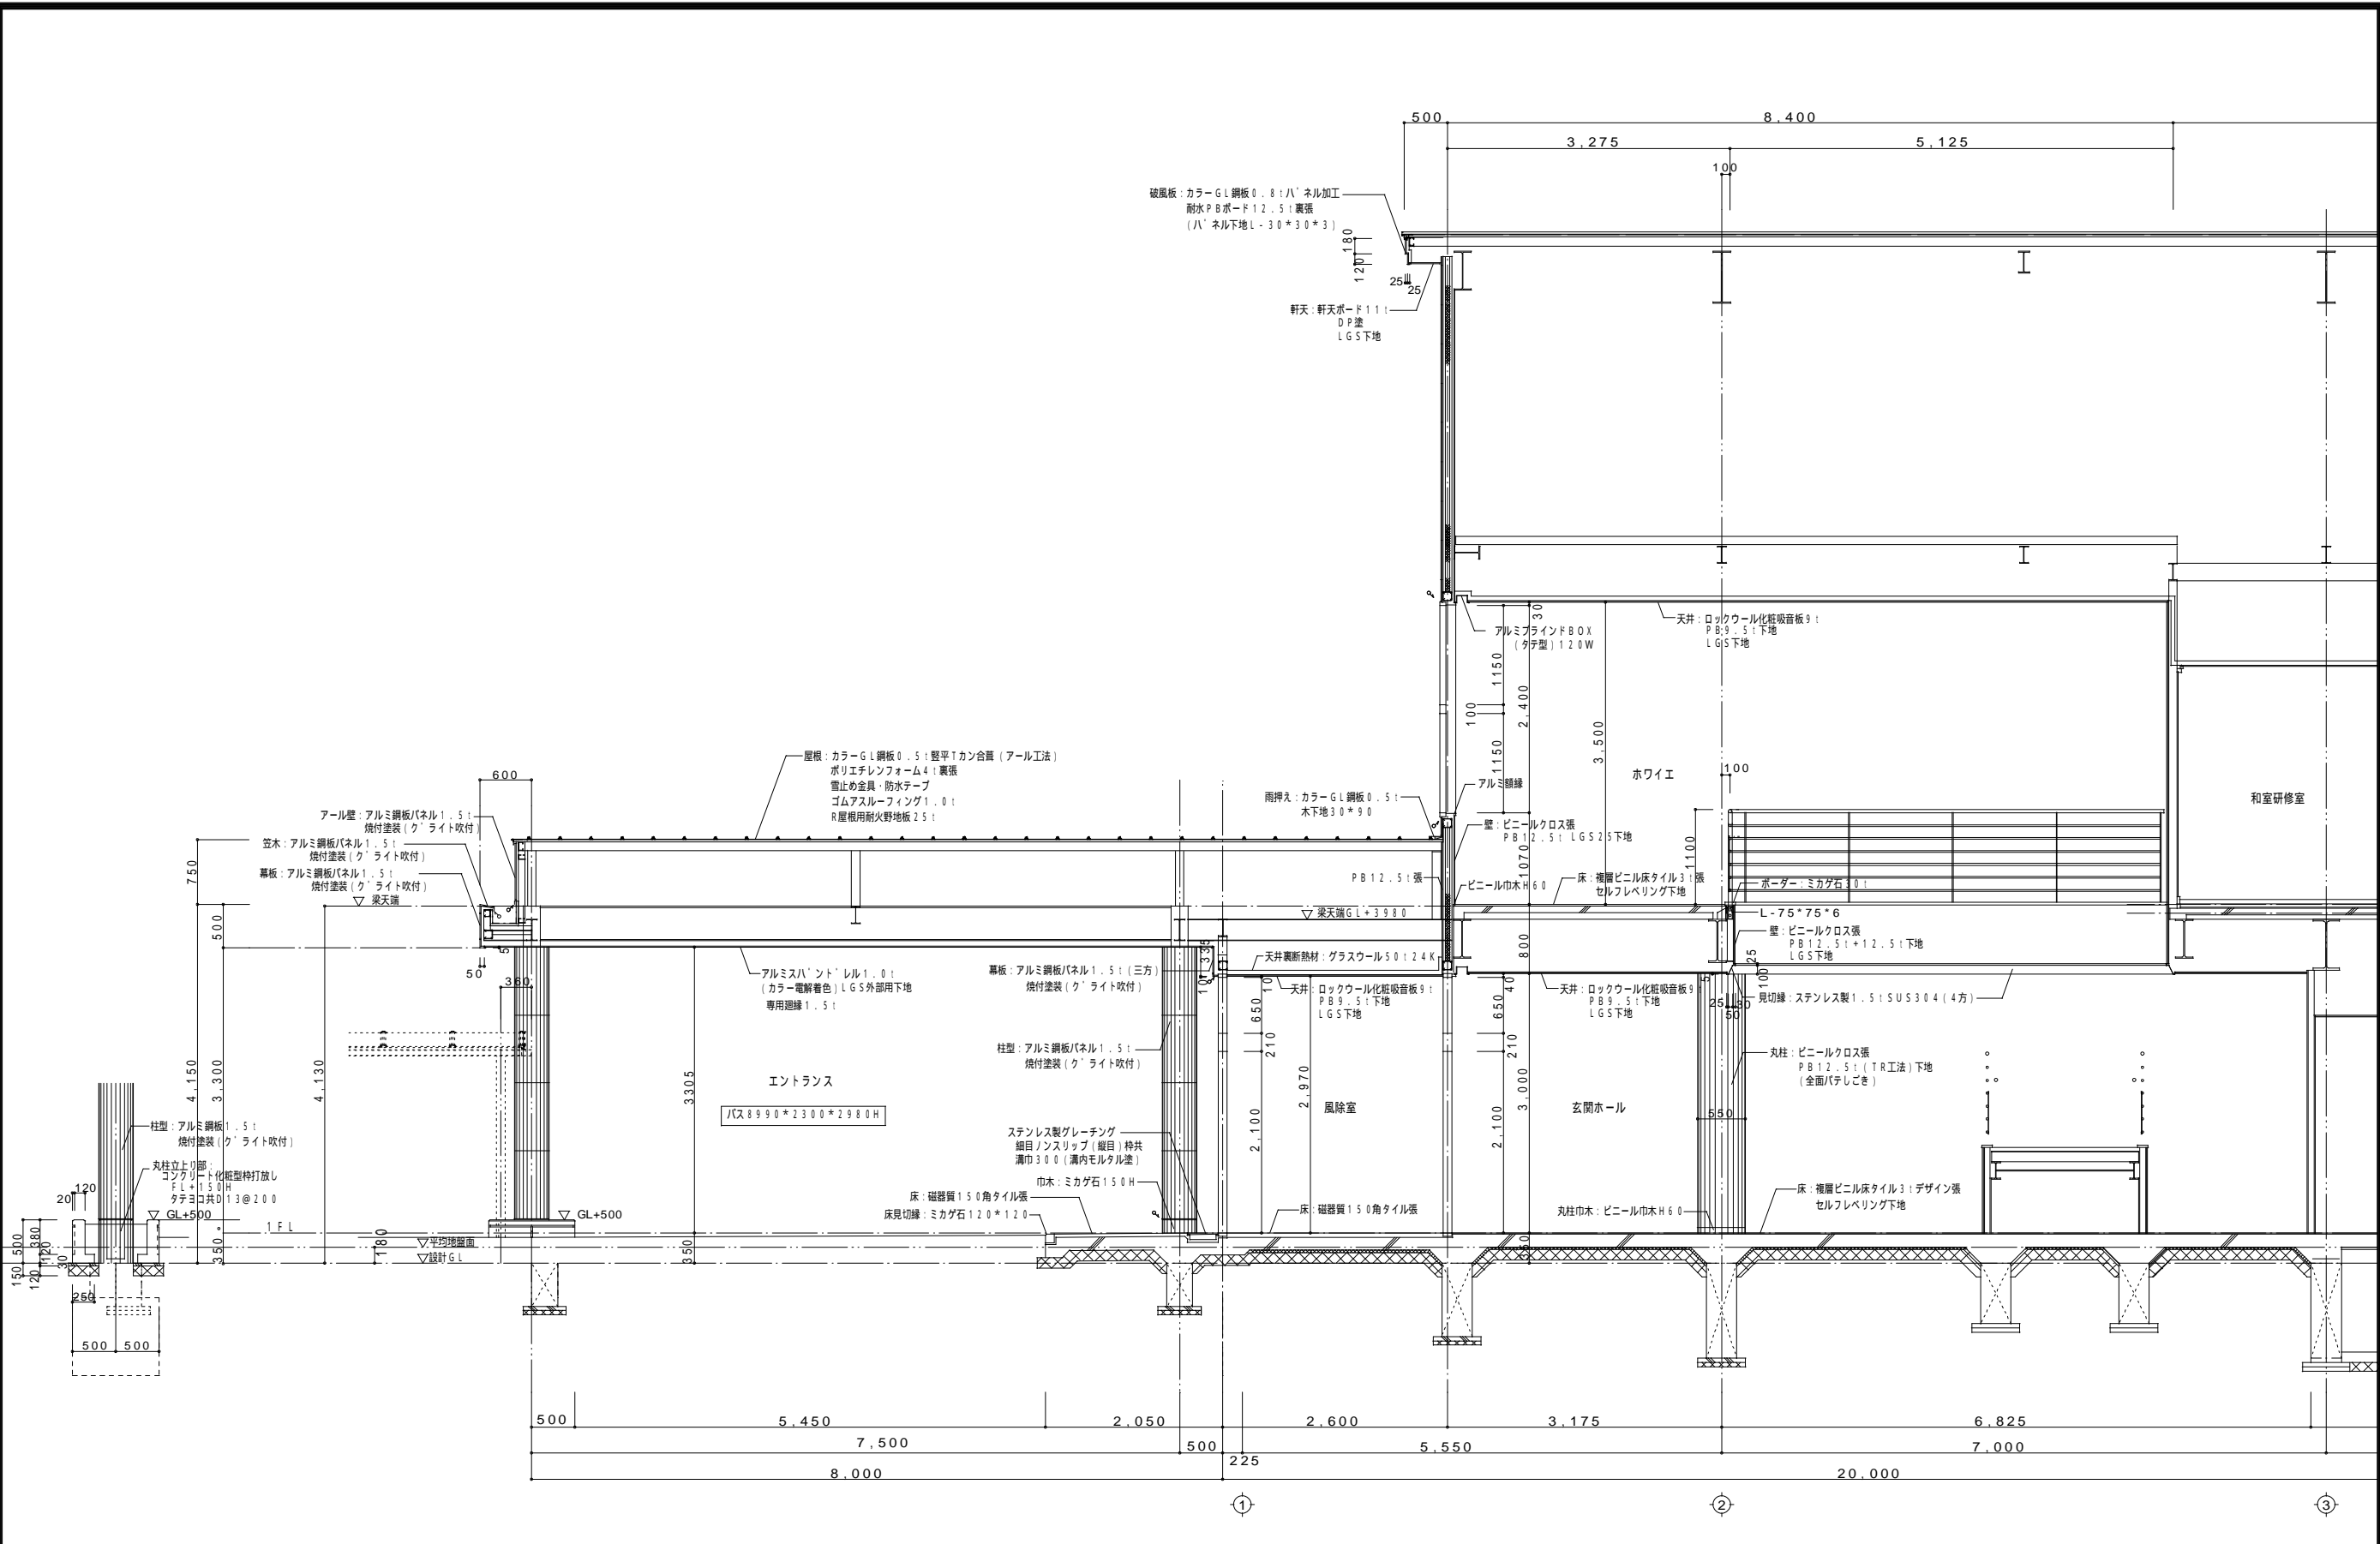 500
8,400
3,275
5,125
100
破風板：カラーＧＬ鋼板０．８ｔパネル加工
耐水ＰＢボード１２．５ｔ裏張
（パネル下地Ｌ－３０＊３０＊３）
180
120
25
25
軒天：軒天ボード１１ｔ
ＤＰ塗
ＬＧＳ下地
アルミブラインドＢＯＸ
（タテ型）１２０Ｗ
30
天井：ロックウール化粧吸音板９ｔ
ＰＢ９．５ｔ下地
ＬＧＳ下地
1150
100
1150
2,400
3,500
ホワイエ
100
和室研修室
アルミ額縁
屋根：カラーＧＬ鋼板０．５ｔ竪平Ｔカン合葺（アール工法）
ポリエチレンフォーム４ｔ裏張
雪止め金具・防水テープ
ゴムアスルーフィング１．０ｔ
Ｒ屋根用耐火野地板２５ｔ
雨押え：カラーＧＬ鋼板０．５ｔ
木下地３０＊９０
壁：ビニールクロス張
ＰＢ１２．５ｔ ＬＧＳ２５下地
600
アール壁：アルミ鋼板パネル１．５ｔ
焼付塗装（クﾞライト吹付）
笠木：アルミ鋼板パネル１．５ｔ
焼付塗装（クﾞライト吹付）
幕板：アルミ鋼板パネル１．５ｔ
焼付塗装（クﾞライト吹付）
▽ 梁天端
750
500
1070
1100
ＰＢ１２．５ｔ張
ビニール巾木Ｈ６０
床：複層ビニル床タイル３ｔ張
セルフレベリング下地
ボーダー：ミカゲ石３０ｔ
▽ 梁天端ＧＬ＋３９８０
L-75*75*6
壁：ビニールクロス張
ＰＢ１２．５ｔ＋１２．５ｔ下地
ＬＧＳ下地
800
25
100
50
5
360
アルミスパンドレル１．０ｔ
（カラー電解着色）ＬＧＳ外部用下地
専用廻縁１．５ｔ
幕板：アルミ鋼板パネル１．５ｔ（三方）
焼付塗装（クﾞライト吹付）
335
10
天井裏断熱材：グラスウール５０ｔ２４Ｋ
天井：ロックウール化粧吸音板９ｔ
ＰＢ９．５ｔ下地
ＬＧＳ下地
天井：ロックウール化粧吸音板９ｔ
ＰＢ９．５ｔ下地
ＬＧＳ下地
見切縁：ステンレス製１．５ｔＳＵＳ３０４（４方）
25
30
50
10
650
210
40
650
210
柱型：アルミ鋼板パネル１．５ｔ
焼付塗装（クﾞライト吹付）
丸柱：ビニールクロス張
ＰＢ１２．５ｔ（ＴＲ工法）下地
（全面パテしごき）
4,150
3,300
4,130
3305
エントランス
バス８９９０＊２３００＊２９８０Ｈ
2,100
2,970
風除室
2,100
3,000
玄関ホール
550
柱型：アルミ鋼板１．５ｔ
焼付塗装（クﾞライト吹付）
丸柱立上り部：
コンクリート化粧型枠打放し
ＦＬ＋１５０Ｈ
タテヨコ共Ｄ１３＠２００
ステンレス製グレーチング
細目ノンスリップ（縦目）枠共
溝巾３００（溝内モルタル塗）
巾木：ミカゲ石１５０Ｈ
床：磁器質１５０角タイル張
床見切縁：ミカゲ石１２０＊１２０
床：磁器質１５０角タイル張
丸柱巾木：ビニール巾木Ｈ６０
床：複層ビニル床タイル３ｔデザイン張
セルフレベリング下地
120
20
▽ GL+500
▽ GL+500
１ＦＬ
▽平均地盤面
▽設計ＧＬ
500
380
120
30
150
120
350
180
350
350
250
500
500
500
5,450
2,050
2,600
3,175
6,825
7,500
500
225
5,550
7,000
8,000
20,000
1
2
3